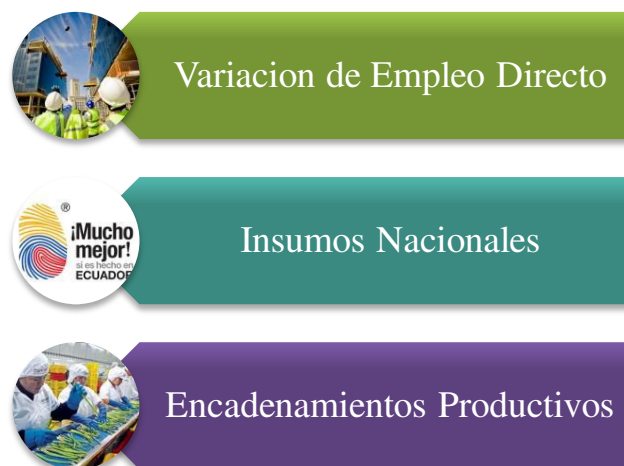 Variacion de Empleo Directo
®
¡Mucho
mejor!
si es hecho en
ECUADOR
Insumos Nacionales
Encadenamientos Productivos